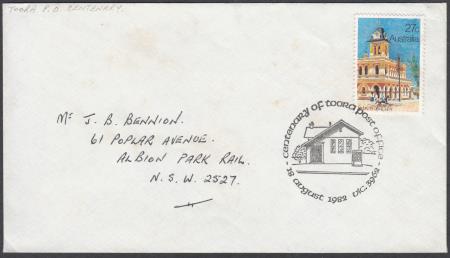 TOORA P.O. CENTENARY.
27c
Australia
Mr J. B. BENNION.
61 POPLAR AVENUE.
ALBION PARK RAIL.
N.S.W. 2527.
centenary of toora post office
18 august 1982 vic. 3962